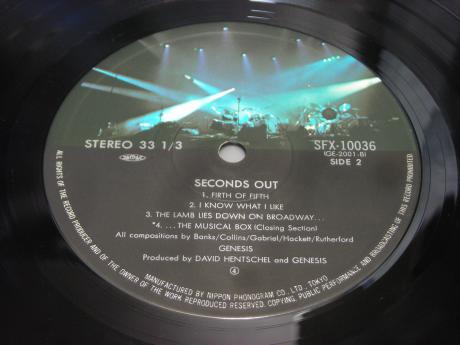 STEREO 33 1/3
SFX-10036
(GE-2001-B)
SIDE 2
SECONDS OUT
1. FIRTH OF FIFTH
2. I KNOW WHAT I LIKE
3. THE LAMB LIES DOWN ON BROADWAY...
*4. ...THE MUSICAL BOX (Closing Section)
All compositions by Banks/Collins/Gabriel/Hackett/Rutherford
GENESIS
Produced by DAVID HENTSCHEL and GENESIS
4
ALL RIGHTS OF THE RECORD PRODUCER AND OF THE OWNER OF THE WORK REPRODUCED RESERVED. COPYING, PUBLIC PERFORMANCE AND BROADCASTING OF THIS RECORD PROHIBITED
MANUFACTURED BY NIPPON PHONOGRAM CO., LTD., TOKYO